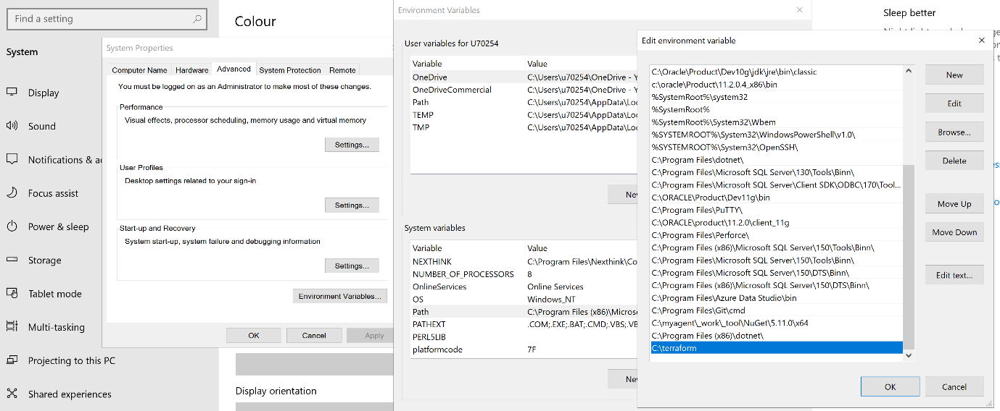 Find a setting
System
Display
Sound
Notifications & ac
Focus assist
Power & sleep
Storage
Tablet mode
Multi-tasking
Projecting to this PC
Shared experiences
Colour
System Properties
Computer Name Hardware Advanced System Protection Remote
You must be logged on as an Administrator to make most of these changes.
Performance
Visual effects, processor scheduling, memory usage and virtual memory
Settings...
User Profiles
Desktop settings related to your sign-in
Settings...
Start-up and Recovery
System start-up, system failure and debugging information
Settings...
Environment Variables...
OK Cancel Apply
Display orientation
Environment Variables
User variables for U70254
Variable Value
OneDrive C:\Users\u70254\OneDrive - Y
OneDriveCommercial C:\Users\u70254\OneDrive - Y
Path C:\Users\u70254\AppData\Loc
TEMP C:\Users\u70254\AppData\Loc
TMP C:\Users\u70254\AppData\Loc
Nev
System variables
Variable Value
NEXTHINK C:\Program Files\Nexthink\Co
NUMBER_OF_PROCESSORS 8
OnlineServices Online Services
OS Windows_NT
Path C:\Program Files (x86)\Microso
PATHEXT .COM;.EXE;.BAT;.CMD;.VBS;.VB
PERL5LIB
platformcode 7F
Nev
Sleep better
Edit environment variable
C:\Oracle\Product\Dev10g\jdk\jre\bin\classic
c:\oracle\Product\11.2.0.4_x86\bin
%SystemRoot%\system32
%SystemRoot%
%SystemRoot%\System32\Wbem
%SYSTEMROOT%\System32\WindowsPowerShell\v1.0\
%SYSTEMROOT%\System32\OpenSSH\
C:\Program Files\dotnet\
C:\Program Files\Microsoft SQL Server\130\Tools\Binn\
C:\Program Files\Microsoft SQL Server\Client SDK\ODBC\170\Tool...
C:\ORACLE\Product\Dev11g\bin
C:\Program Files\PuTTY\
C:\ORACLE\product\11.2.0\client_11g
C:\Program Files\Perforce\
C:\Program Files (x86)\Microsoft SQL Server\150\Tools\Binn\
C:\Program Files\Microsoft SQL Server\150\Tools\Binn\
C:\Program Files\Microsoft SQL Server\150\DTS\Binn\
C:\Program Files (x86)\Microsoft SQL Server\150\DTS\Binn\
C:\Program Files\Azure Data Studio\bin
C:\Program Files\Git\cmd
C:\myagent\_work\_tool\NuGet\5.11.0\x64
C:\Program Files (x86)\dotnet\
C:\terraform
New
Edit
Browse...
Delete
Move Up
Move Down
Edit text...
OK Cancel